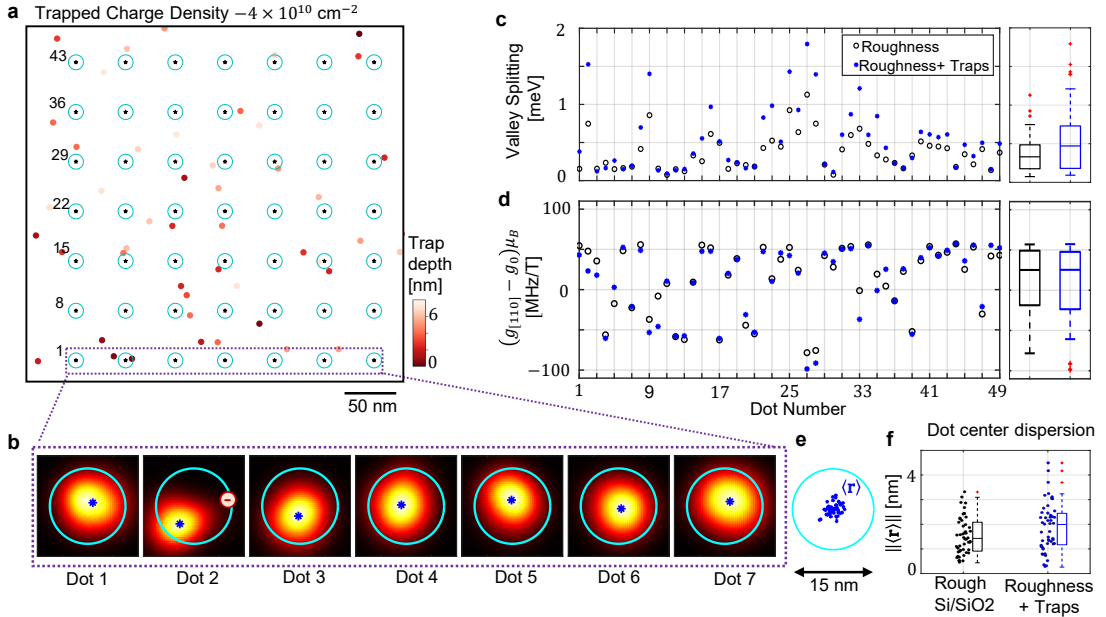 a Trapped Charge Density −4 × 10¹⁰ cm⁻²
43
36
29
22
15
8
1
Trap
depth
[nm]
6
0
50 nm
c
Valley Splitting
[meV]
2
1
0
Roughness
Roughness+ Traps
d
(g[110] − g0)μB
[MHz/T]
100
0
−100
1 9 17 25 33 41 49
Dot Number
b
−
Dot 1 Dot 2 Dot 3 Dot 4 Dot 5 Dot 6 Dot 7
e
⟨r⟩
15 nm
f
Dot center dispersion
||⟨r⟩|| [nm]
4
2
0
Rough
Si/SiO2
Roughness
+ Traps